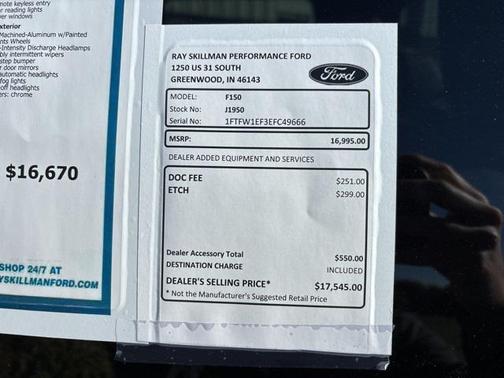 mote keyless entry
r reading lights
er windows
xterior
Machined-Aluminum w/Painted
nts Wheels
-Intensity Discharge Headlamps
bly intermittent wipers
step bumper
r door mirrors
automatic headlights
fog lights
off headlights
ers: chrome
$16,670
SHOP 24/7 AT
YSKILLMANFORD.COM
RAY SKILLMAN PERFORMANCE FORD
1250 US 31 SOUTH
GREENWOOD, IN 46143
Ford
MODEL: F150
Stock No: J1950
Serial No: 1FTFW1EF3EFC49666
MSRP: 16,995.00
DEALER ADDED EQUIPMENT AND SERVICES
DOC FEE $251.00
ETCH $299.00
Dealer Accessory Total $550.00
DESTINATION CHARGE INCLUDED
DEALER'S SELLING PRICE* $17,545.00
* Not the Manufacturer's Suggested Retail Price